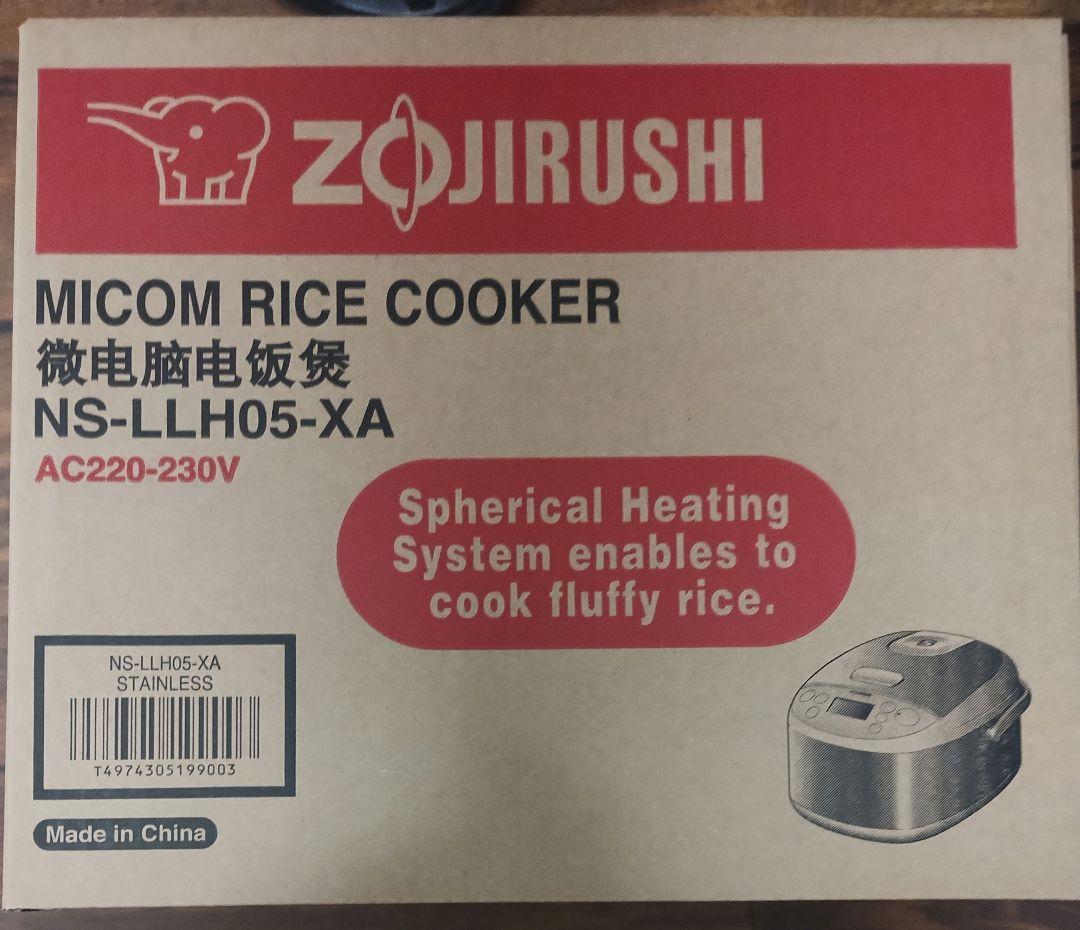 ZOJIRUSHI
MICOM RICE COOKER
微电脑电饭煲
NS-LLH05-XA
AC220-230V
Spherical Heating
System enables to
cook fluffy rice.
NS-LLH05-XA
STAINLESS
T4974305199003
Made in China